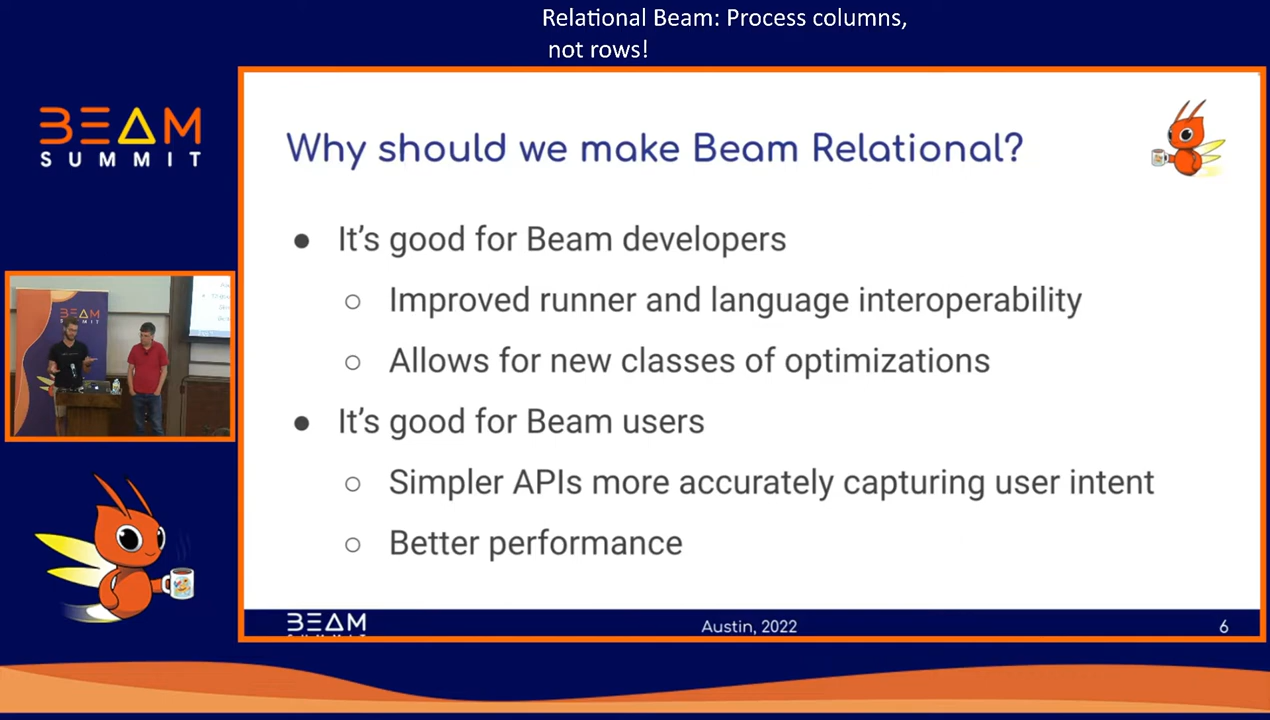 Relational Beam: Process columns,
not rows!
BEAM
SUMMIT
Why should we make Beam Relational?
● It's good for Beam developers
○ Improved runner and language interoperability
○ Allows for new classes of optimizations
● It's good for Beam users
○ Simpler APIs more accurately capturing user intent
○ Better performance
BEAM
SUMMIT
BEAM
Austin, 2022
6